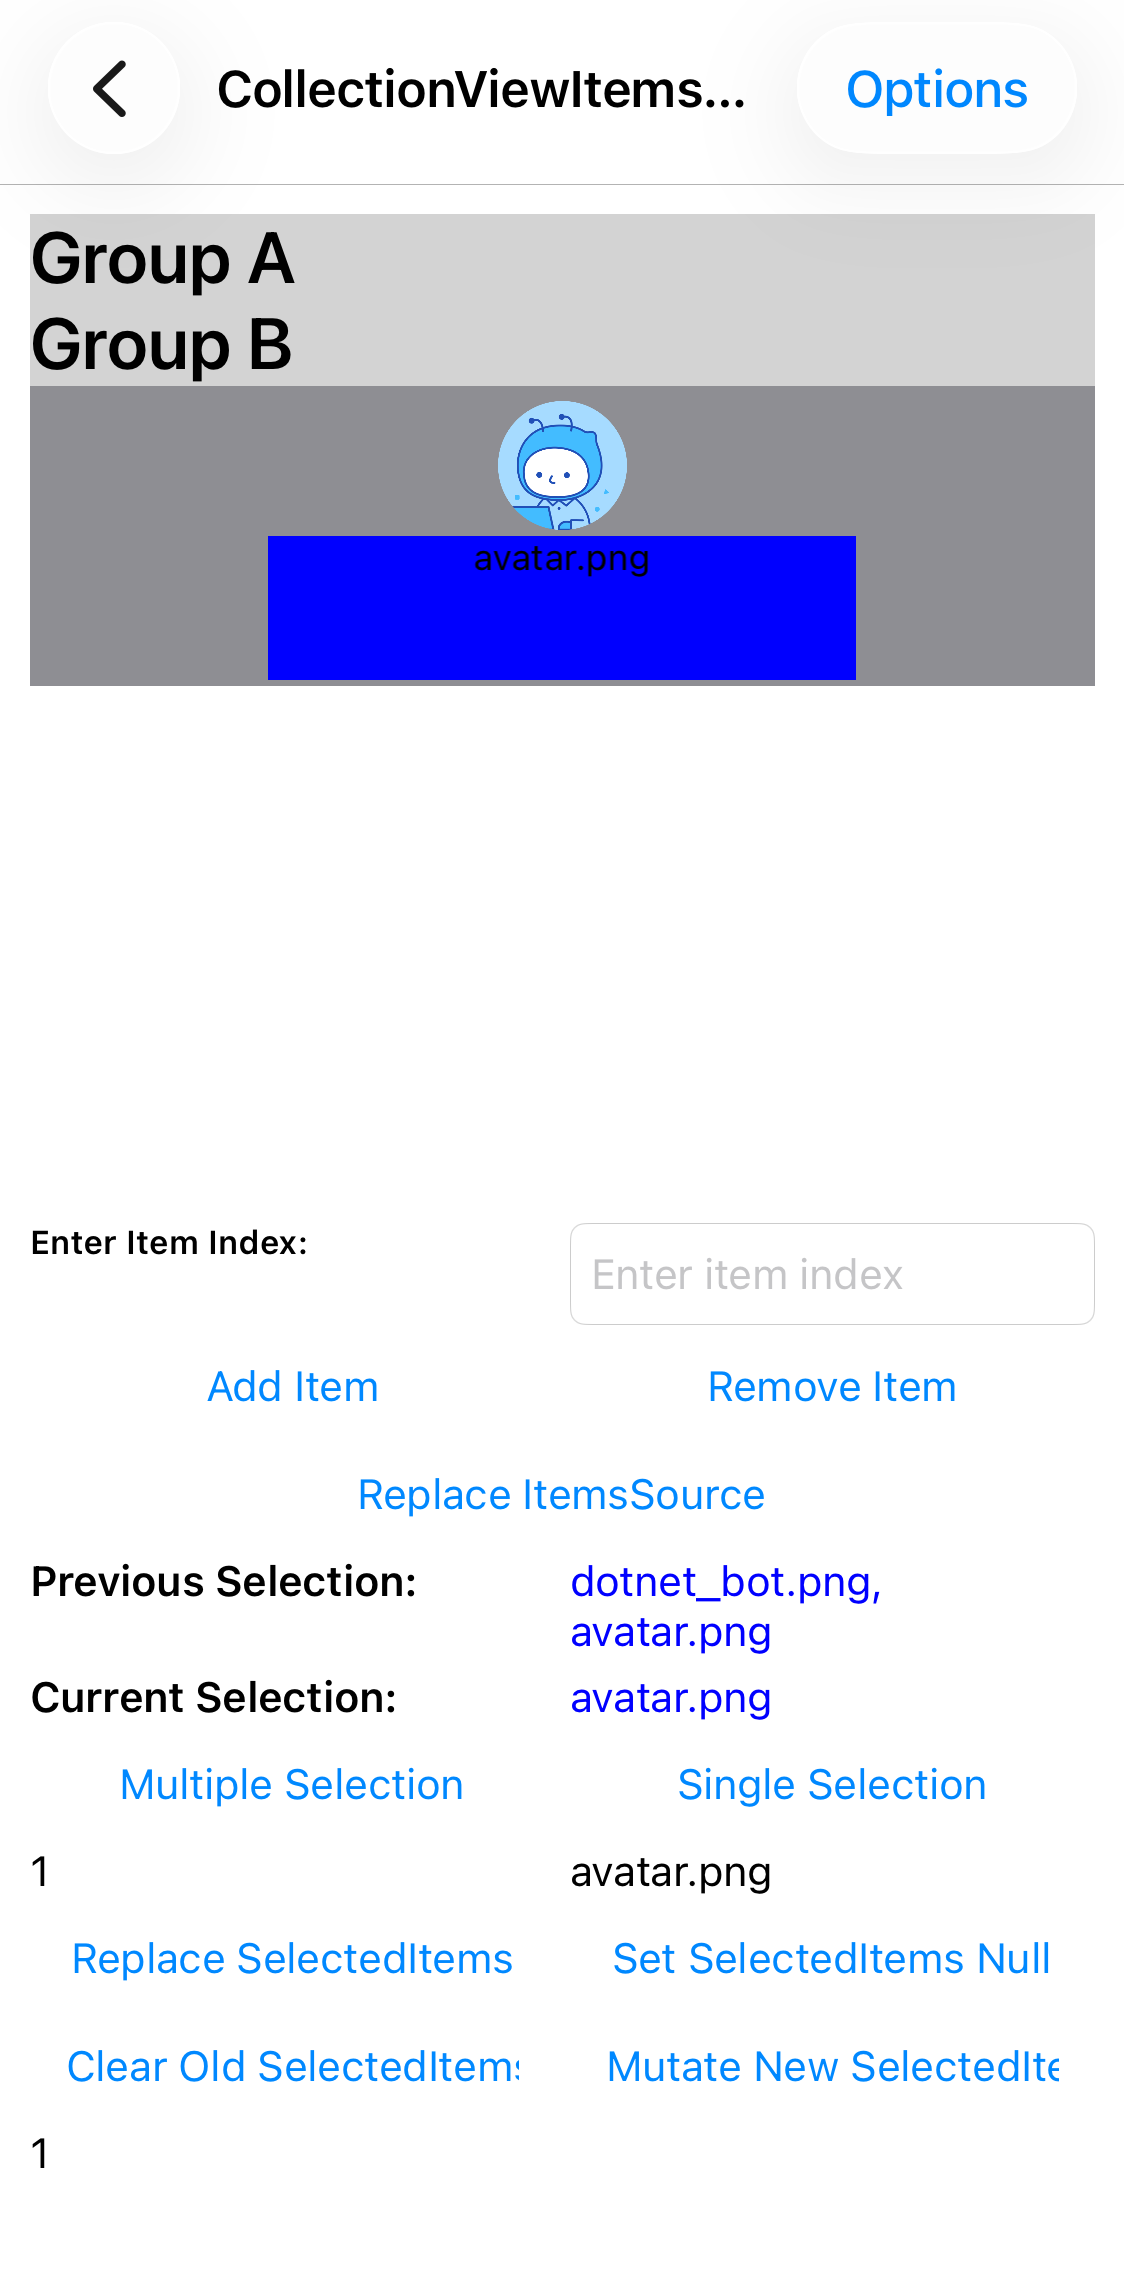 CollectionViewItems...
Options
Group A
Group B
avatar.png
Enter Item Index:
Enter item index
Add Item
Remove Item
Replace ItemsSource
Previous Selection:
dotnet_bot.png,
avatar.png
Current Selection:
avatar.png
Multiple Selection
Single Selection
1
avatar.png
Replace SelectedItems
Set SelectedItems Null
Clear Old SelectedItems
Mutate New SelectedIte
1